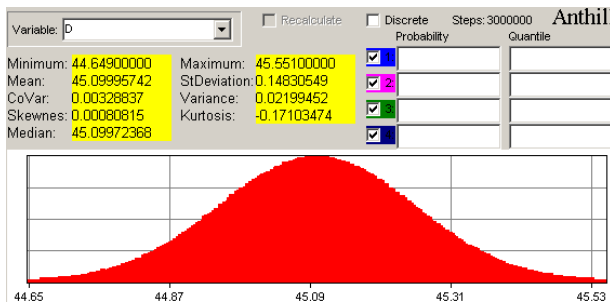 Variable: D
Recalculate
Discrete Steps: 3000000 Anthill
Probability Quantile
Minimum: 44.64900000 Maximum: 45.55100000
Mean: 45.09995742 StDeviation: 0.14830549
CoVar: 0.00328837 Variance: 0.02199452
Skewnes: 0.00080815 Kurtosis: -0.17103474
Median: 45.09972368
1:
2:
3:
44.65 44.87 45.09 45.31 45.53